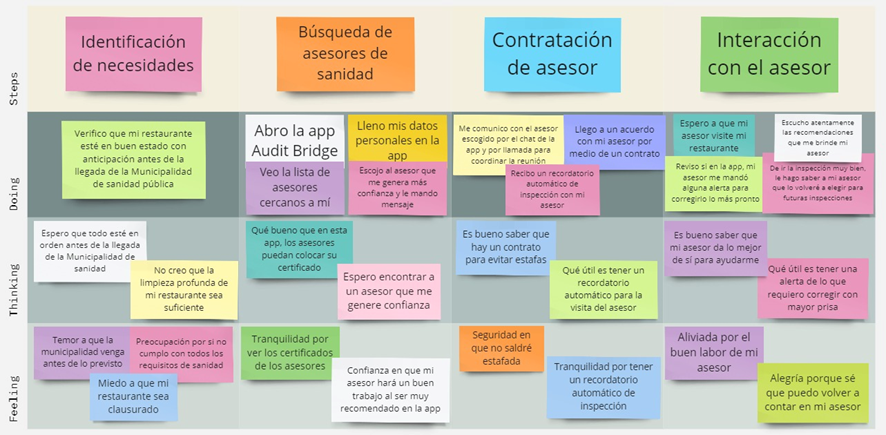 Steps
Identificación
de necesidades
Búsqueda de
asesores de
sanidad
Contratación
de asesor
Interacción
con el asesor
Doing
Verifico que mi restaurante
esté en buen estado con
anticipación antes de la
llegada de la Municipalidad
de sanidad pública
Abro la app
Audit Bridge
Lleno mis datos
personales en la
app
Veo la lista de
asesores
cercanos a mí
Escojo al asesor que
me genera más
confianza y le mando
mensaje
Me comunico con el asesor
escogido por el chat de la
app y por llamada para
coordinar la reunión
Llego a un acuerdo
con mi asesor por
medio de un contrato
Recibo un recordatorio
automático de
inspección con mi
asesor
Espero a que mi
asesor visite mi
restaurante
Escucho atentamente
las recomendaciones
que me brinde mi
asesor
Reviso si en la app, mi
asesor me mandó
alguna alerta para
corregirlo lo más pronto
De ir la inspección muy bien,
le hago saber a mi asesor
que lo volveré a elegir para
futuras inspecciones
Thinking
Espero que todo esté en
orden antes de la llegada
de la Municipalidad de
sanidad
No creo que la
limpieza profunda de
mi restaurante sea
suficiente
Qué bueno que en esta
app, los asesores
puedan colocar su
certificado
Espero encontrar a
un asesor que me
genere confianza
Es bueno saber que
hay un contrato
para evitar estafas
Qué útil es tener un
recordatorio
automático para la
visita del asesor
Es bueno saber que
mi asesor da lo mejor
de sí para ayudarme
Qué útil es tener una
alerta de lo que
requiero corregir con
mayor prisa
Feeling
Temor a que la
municipalidad venga
antes de lo previsto
Preocupación por si no
cumplo con todos los
requisitos de sanidad
Miedo a que mi
restaurante sea
clausurado
Tranquilidad por
ver los certificados
de los asesores
Confianza en que mi
asesor hará un buen
trabajo al ser muy
recomendado en la app
Seguridad
en que no saldré
estafada
Tranquilidad por tener
un recordatorio
automático de
inspección
Aliviada por el
buen labor de mi
asesor
Alegría porque sé
que puedo volver a
contar en mi asesor